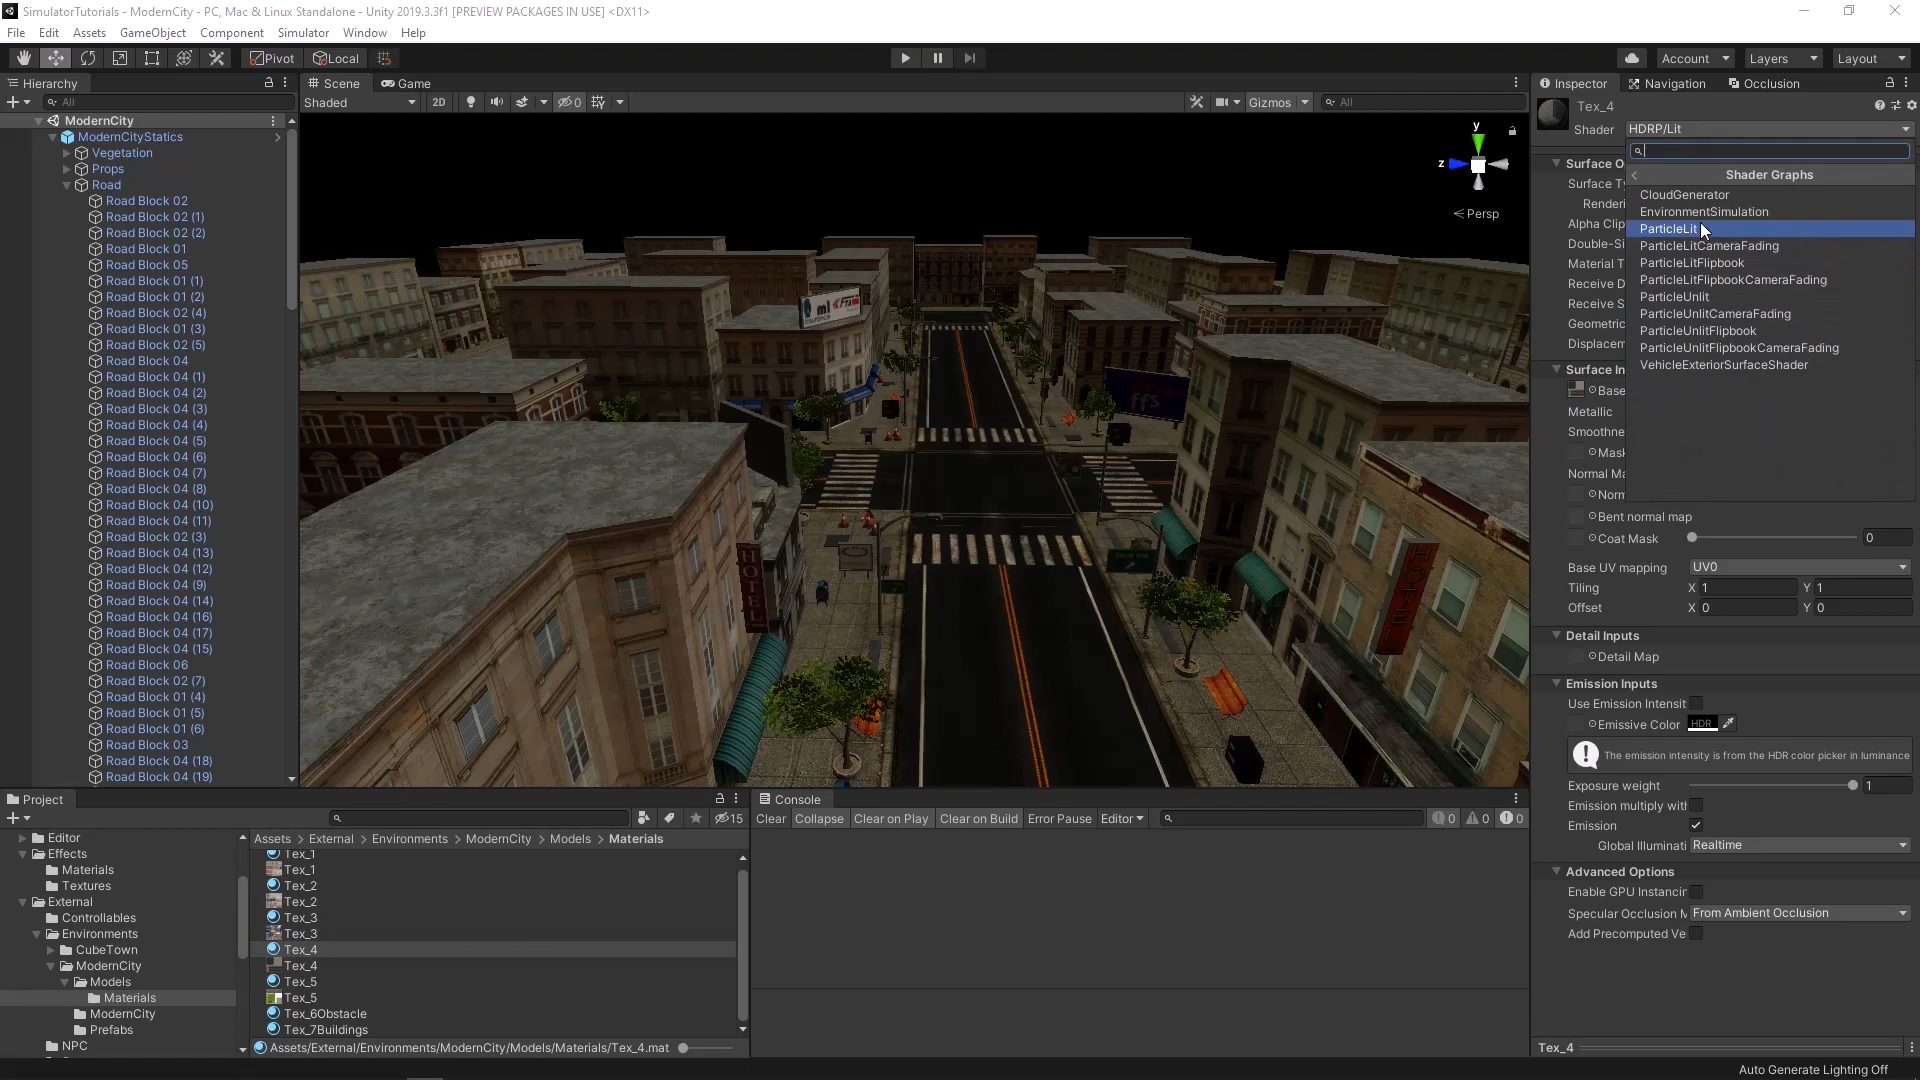 SimulatorTutorials - ModernCity - PC, Mac & Linux Standalone - Unity 2019.3.3f1 [PREVIEW PACKAGES IN USE] <DX11>
File Edit Assets GameObject Component Simulator Window Help
Pivot Local Account Layers Layout
Hierarchy
All
ModernCity
ModernCityStatics
Vegetation
Props
Road
Road Block 02
Road Block 02 (1)
Road Block 02 (2)
Road Block 01
Road Block 05
Road Block 01 (1)
Road Block 01 (2)
Road Block 02 (4)
Road Block 01 (3)
Road Block 02 (5)
Road Block 04
Road Block 04 (1)
Road Block 04 (2)
Road Block 04 (3)
Road Block 04 (4)
Road Block 04 (5)
Road Block 04 (6)
Road Block 04 (7)
Road Block 04 (8)
Road Block 04 (10)
Road Block 04 (11)
Road Block 02 (3)
Road Block 04 (13)
Road Block 04 (12)
Road Block 04 (9)
Road Block 04 (14)
Road Block 04 (16)
Road Block 04 (17)
Road Block 04 (15)
Road Block 06
Road Block 02 (7)
Road Block 01 (4)
Road Block 01 (5)
Road Block 01 (6)
Road Block 03
Road Block 04 (18)
Road Block 04 (19)
Scene Game
Shaded 2D 0 Gizmos All
y
z
Persp
HOTEL
ffs
HOTEL
Inspector Navigation Occlusion
Tex_4
Shader HDRP/Lit
Shader Graphs
CloudGenerator
EnvironmentSimulation
ParticleLit
ParticleLitCameraFading
ParticleLitFlipbook
ParticleLitFlipbookCameraFading
ParticleUnlit
ParticleUnlitCameraFading
ParticleUnlitFlipbook
ParticleUnlitFlipbookCameraFading
VehicleExteriorSurfaceShader
Surface O
Surface Ty
Renderi
Alpha Clip
Double-Si
Material T
Receive D
Receive S
Geometric
Displacem
Surface In
Base
Metallic
Smoothne
Mask
Normal Ma
Norm
Bent normal map
Coat Mask 0
Base UV mapping UV0
Tiling X 1 Y 1
Offset X 0 Y 0
Detail Inputs
Detail Map
Emission Inputs
Use Emission Intensit
Emissive Color HDR
The emission intensity is from the HDR color picker in luminance
Exposure weight 1
Emission multiply with
Emission
Global Illuminati Realtime
Advanced Options
Enable GPU Instancin
Specular Occlusion M From Ambient Occlusion
Add Precomputed Ve
Tex_4
Project
15
Editor
Effects
Materials
Textures
External
Controllables
Environments
CubeTown
ModernCity
Models
Materials
ModernCity
Prefabs
NPC
Assets > External > Environments > ModernCity > Models > Materials
Tex_1
Tex_1
Tex_2
Tex_2
Tex_3
Tex_3
Tex_4
Tex_4
Tex_5
Tex_5
Tex_6Obstacle
Tex_7Buildings
Assets/External/Environments/ModernCity/Models/Materials/Tex_4.mat
Console
Clear Collapse Clear on Play Clear on Build Error Pause Editor 0 0 0
Auto Generate Lighting Off